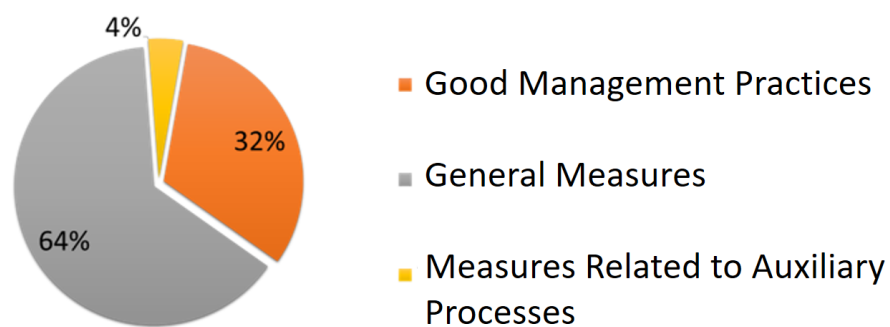 4%
32%
64%
Good Management Practices
General Measures
Measures Related to Auxiliary
Processes